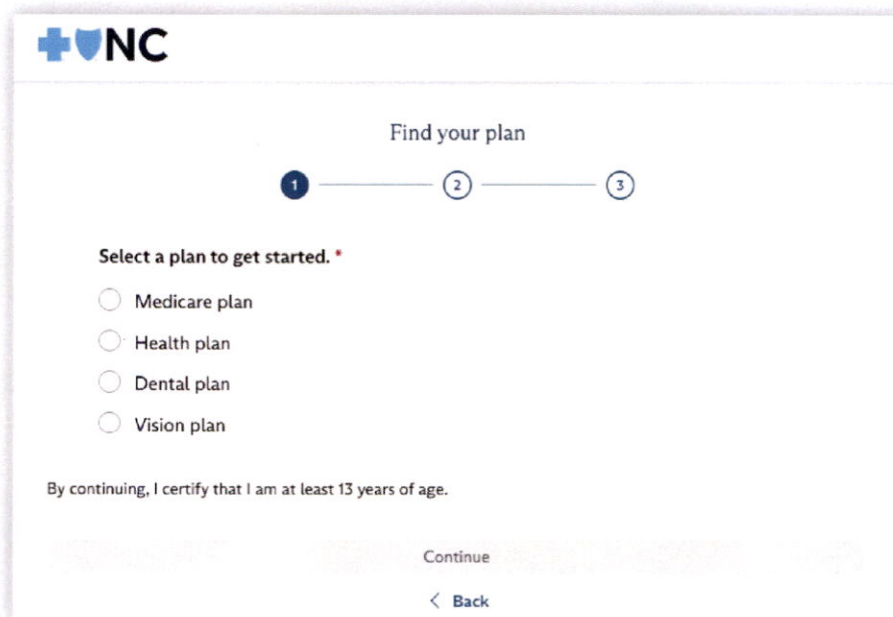 NC
Find your plan
1 2 3
Select a plan to get started. *
Medicare plan
Health plan
Dental plan
Vision plan
By continuing, I certify that I am at least 13 years of age.
Continue
< Back